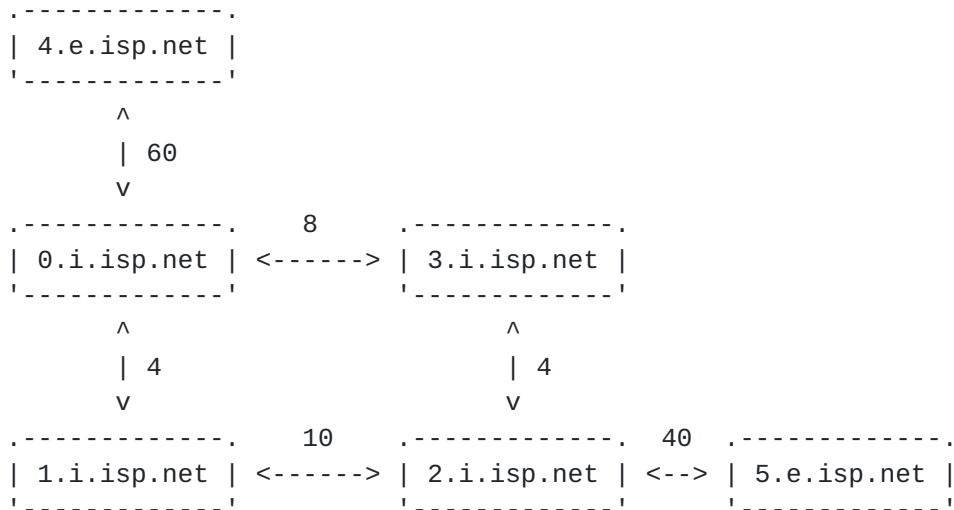 .-------------.
| 4.e.isp.net |
'-------------'
       ^
       | 60
       v
.-------------.    8     .-------------.
| 0.i.isp.net | <------> | 3.i.isp.net |
'-------------'          '-------------'
       ^                        ^
       | 4                      | 4
       v                        v
.-------------.    10    .-------------.  40  .-------------.
| 1.i.isp.net | <------> | 2.i.isp.net | <--> | 5.e.isp.net |
'-------------'          '-------------'      '-------------'